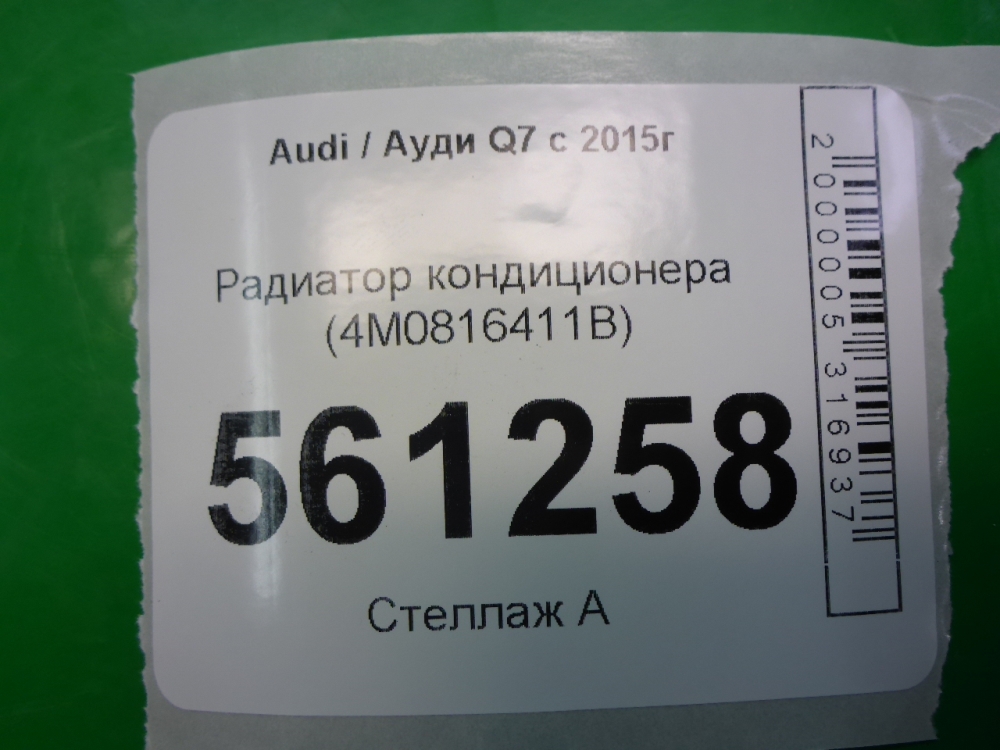 Audi / Ауди Q7 с 2015г
Радиатор кондиционера
(4M0816411B)
561258
Стеллаж А
2000005316937